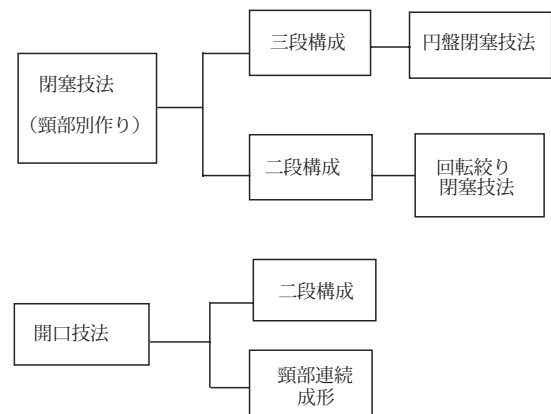 三段構成
円盤閉塞技法
閉塞技法
（頸部別作り）
二段構成
回転絞り
閉塞技法
二段構成
開口技法
頸部連続
成形